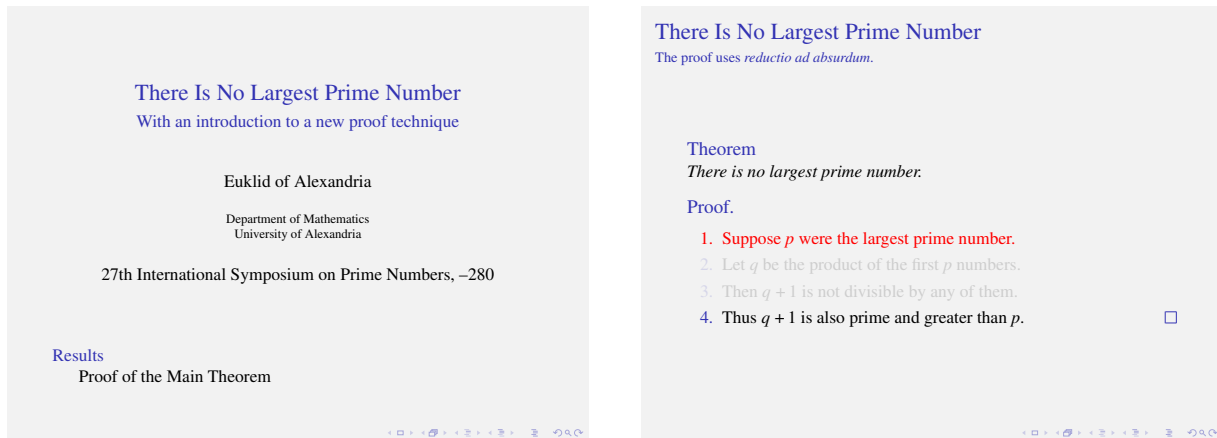 There Is No Largest Prime Number
With an introduction to a new proof technique
Euklid of Alexandria
Department of Mathematics
University of Alexandria
27th International Symposium on Prime Numbers, –280
Results
Proof of the Main Theorem
There Is No Largest Prime Number
The proof uses reductio ad absurdum.
Theorem
There is no largest prime number.
Proof.
1. Suppose p were the largest prime number.
2. Let q be the product of the first p numbers.
3. Then q + 1 is not divisible by any of them.
4. Thus q + 1 is also prime and greater than p.